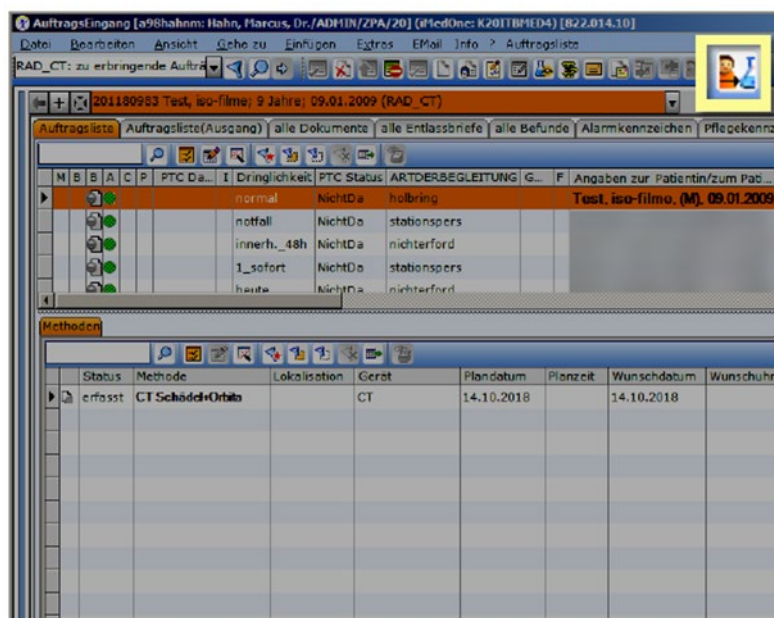 AuftragsEingang [a98hahnm: Hahn, Marcus, Dr./ADMIN/ZPA/20] (iMedOne: K20ITBMED4) [822.014.10]
Datei Bearbeiten Ansicht Gehe zu Einfügen Extras EMail Info ? Auftragsliste
RAD_CT: zu erbringende Aufträ
201180983 Test, iso-filme; 9 Jahre; 09.01.2009 (RAD_CT)
Auftragsliste Auftragsliste(Ausgang) alle Dokumente alle Entlassbriefe alle Befunde Alarmkennzeichen Pflegekennz
M B B A C P PTC Da... I Dringlichkeit PTC Status ARTDERBEGLEITUNG G... F Angaben zur Patientin/zum Pati...
normal NichtDa holbring Test, iso-filme, (M), 09.01.2009
notfall NichtDa stationspers
innerh._48h NichtDa nichterford
1_sofort NichtDa stationspers
heute NichtDa nichterford
Methoden
Status Methode Lokalisation Gerät Plandatum Planzeit Wunschdatum Wunschuhr
erfasst CT Schädel+Orbita CT 14.10.2018 14.10.2018